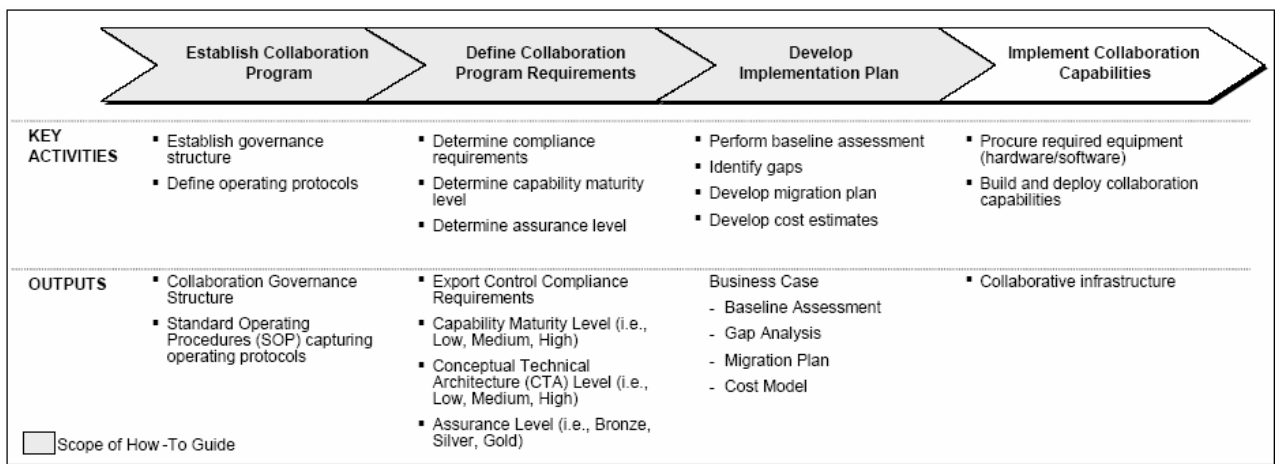 Establish Collaboration
Program
Define Collaboration
Program Requirements
Develop
Implementation Plan
Implement Collaboration
Capabilities
KEY
ACTIVITIES
▪ Establish governance
structure
▪ Define operating protocols
▪ Determine compliance
requirements
▪ Determine capability maturity
level
▪ Determine assurance level
▪ Perform baseline assessment
▪ Identify gaps
▪ Develop migration plan
▪ Develop cost estimates
▪ Procure required equipment
(hardware/software)
▪ Build and deploy collaboration
capabilities
OUTPUTS
▪ Collaboration Governance
Structure
▪ Standard Operating
Procedures (SOP) capturing
operating protocols
▪ Export Control Compliance
Requirements
▪ Capability Maturity Level (i.e.,
Low, Medium, High)
▪ Conceptual Technical
Architecture (CTA) Level (i.e.,
Low, Medium, High)
▪ Assurance Level (i.e., Bronze,
Silver, Gold)
Business Case
- Baseline Assessment
- Gap Analysis
- Migration Plan
- Cost Model
▪ Collaborative infrastructure
Scope of How-To Guide